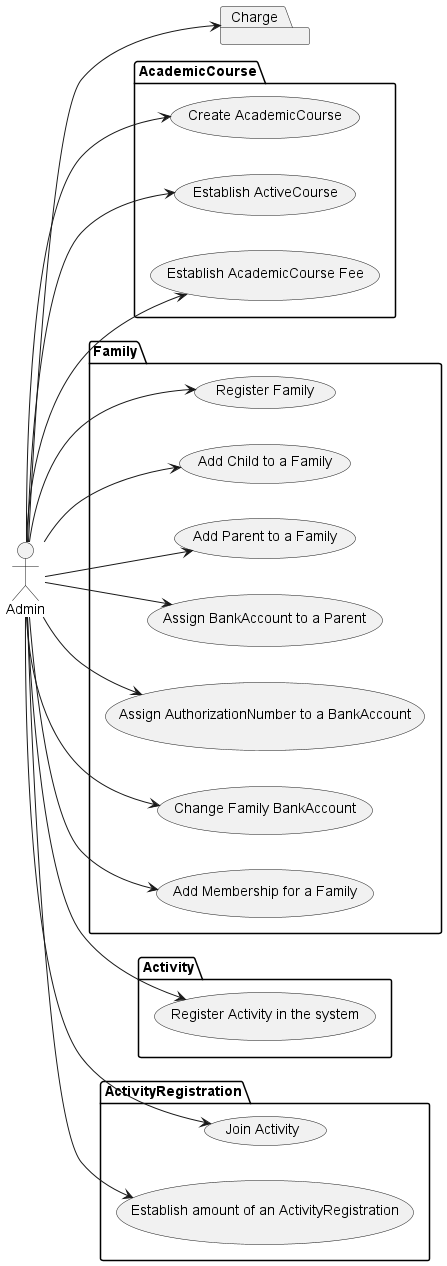 Charge
AcademicCourse
Create AcademicCourse
Establish ActiveCourse
Establish AcademicCourse Fee
Family
Register Family
Add Child to a Family
Add Parent to a Family
Admin
Assign BankAccount to a Parent
Assign AuthorizationNumber to a BankAccount
Change Family BankAccount
Add Membership for a Family
Activity
Register Activity in the system
ActivityRegistration
Join Activity
Establish amount of an ActivityRegistration